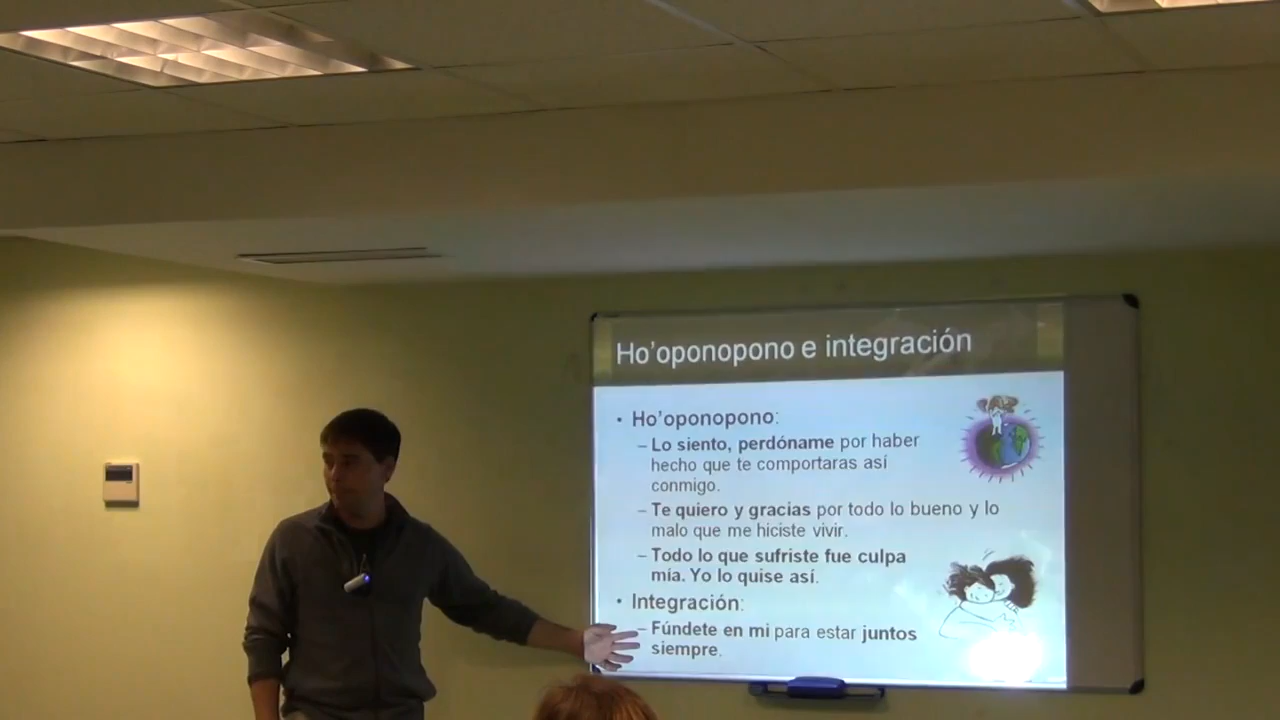 Ho'oponopono e integración
• Ho'oponopono:
– Lo siento, perdóname por haber
hecho que te comportaras así
conmigo.
– Te quiero y gracias por todo lo bueno y lo
malo que me hiciste vivir.
– Todo lo que sufriste fue culpa
mía. Yo lo quise así.
• Integración:
– Fúndete en mi para estar juntos
siempre.